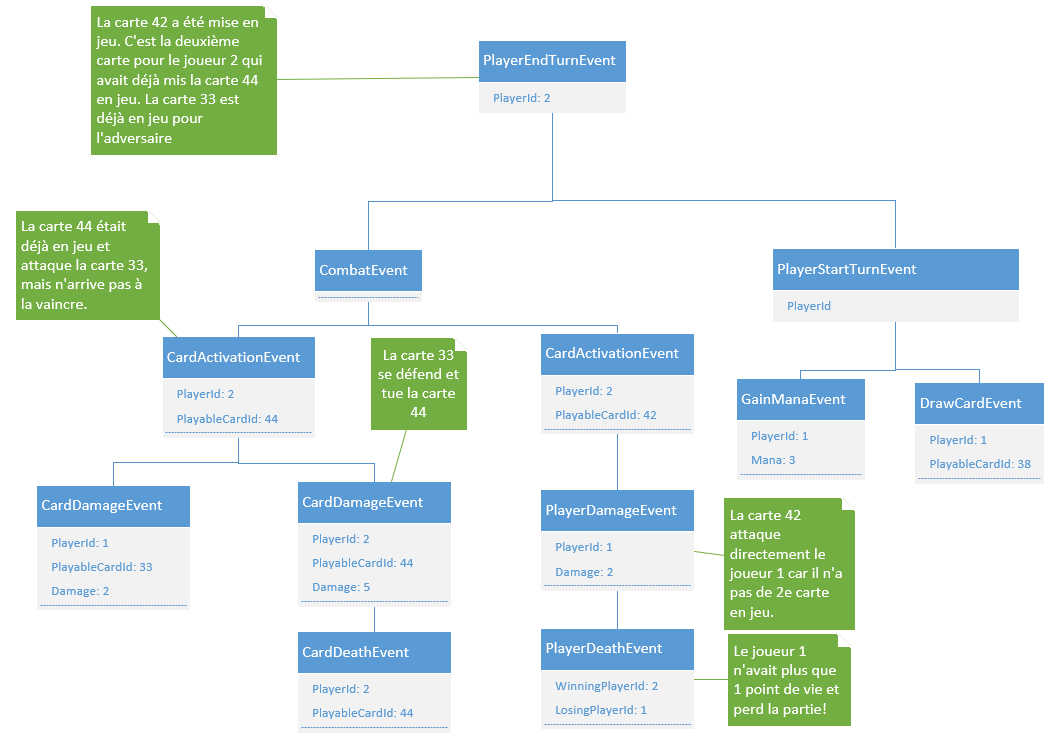 La carte 42 a été mise en
jeu. C'est la deuxième
carte pour le joueur 2 qui
avait déjà mis la carte 44
en jeu. La carte 33 est
déjà en jeu pour
l'adversaire
PlayerEndTurnEvent
PlayerId: 2
La carte 44 était
déjà en jeu et
attaque la carte 33,
mais n'arrive pas à
la vaincre.
CombatEvent
PlayerStartTurnEvent
PlayerId
CardActivationEvent
PlayerId: 2
PlayableCardId: 44
La carte 33
se défend et
tue la carte
44
CardActivationEvent
PlayerId: 2
PlayableCardId: 42
GainManaEvent
PlayerId: 1
Mana: 3
DrawCardEvent
PlayerId: 1
PlayableCardId: 38
CardDamageEvent
PlayerId: 1
PlayableCardId: 33
Damage: 2
CardDamageEvent
PlayerId: 2
PlayableCardId: 44
Damage: 5
PlayerDamageEvent
PlayerId: 1
Damage: 2
La carte 42
attaque
directement le
joueur 1 car il n'a
pas de 2e carte
en jeu.
CardDeathEvent
PlayerId: 2
PlayableCardId: 44
PlayerDeathEvent
WinningPlayerId: 2
LosingPlayerId: 1
Le joueur 1
n'avait plus que
1 point de vie et
perd la partie!